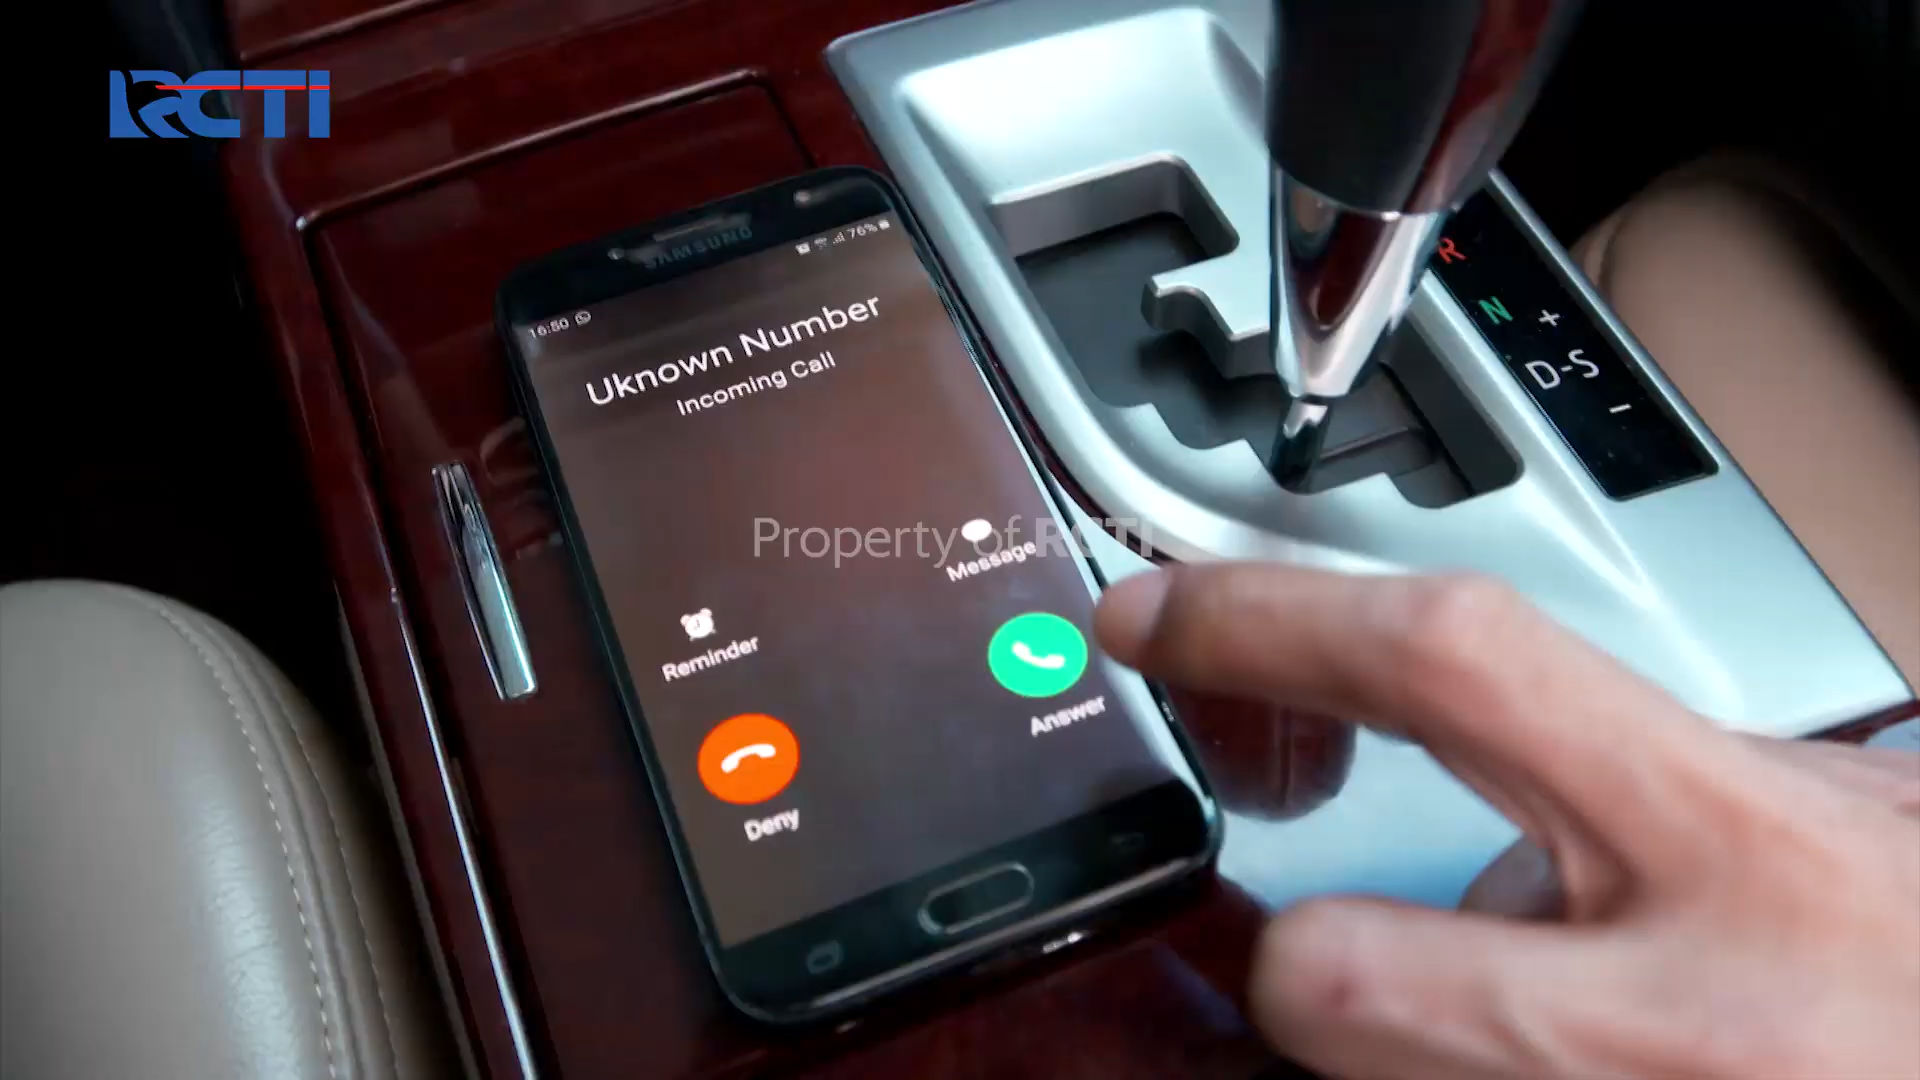 RCTI
SAMSUNG
16:50
76%
Uknown Number
Incoming Call
Property of RCTI
Message
Reminder
Answer
Deny
R
N +
D-S
–